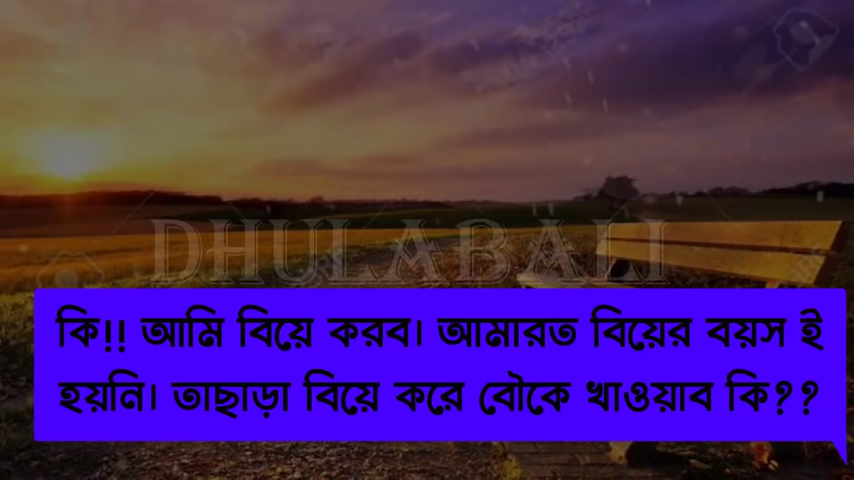 DHULABALI
কি!! আমি বিয়ে করব। আমারত বিয়ের বয়স ই
হয়নি। তাছাড়া বিয়ে করে বৌকে খাওয়াব কি??